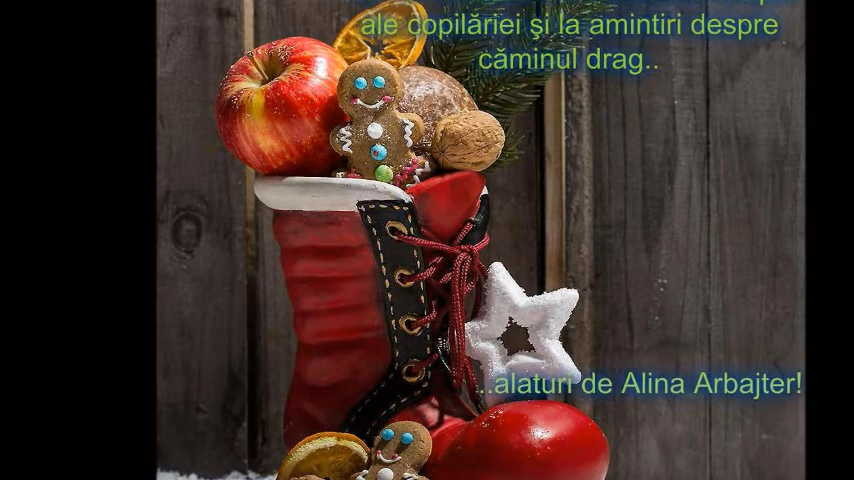 ale copilăriei şi la amintiri despre
căminul drag..
...alaturi de Alina Arbajter!